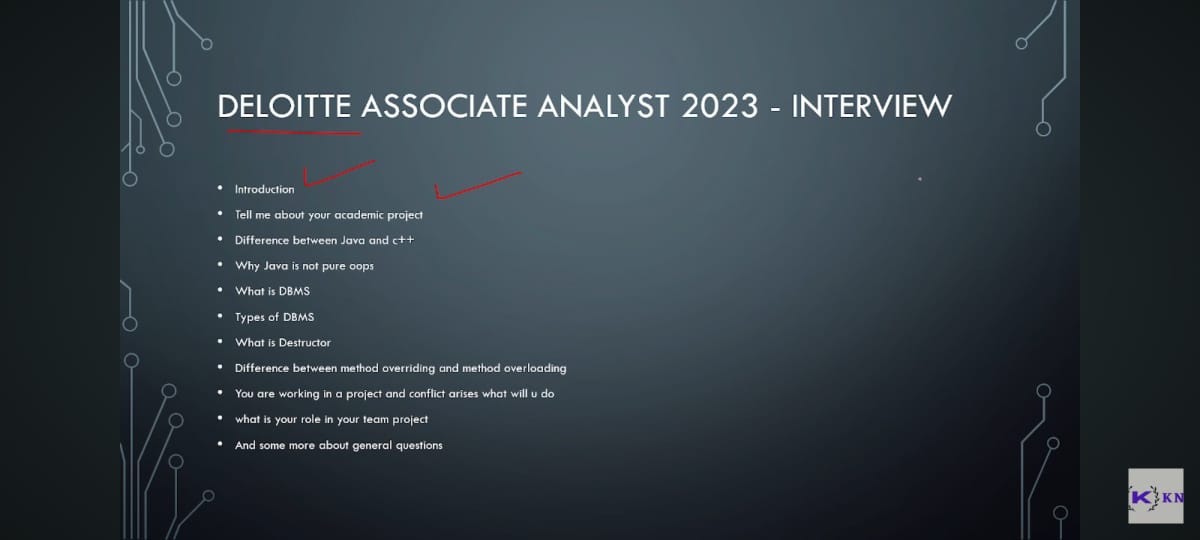 DELOITTE ASSOCIATE ANALYST 2023 - INTERVIEW
• Introduction
• Tell me about your academic project
• Difference between Java and c++
• Why Java is not pure oops
• What is DBMS
• Types of DBMS
• What is Destructor
• Difference between method overriding and method overloading
• You are working in a project and conflict arises what will u do
• what is your role in your team project
• And some more about general questions
K KN